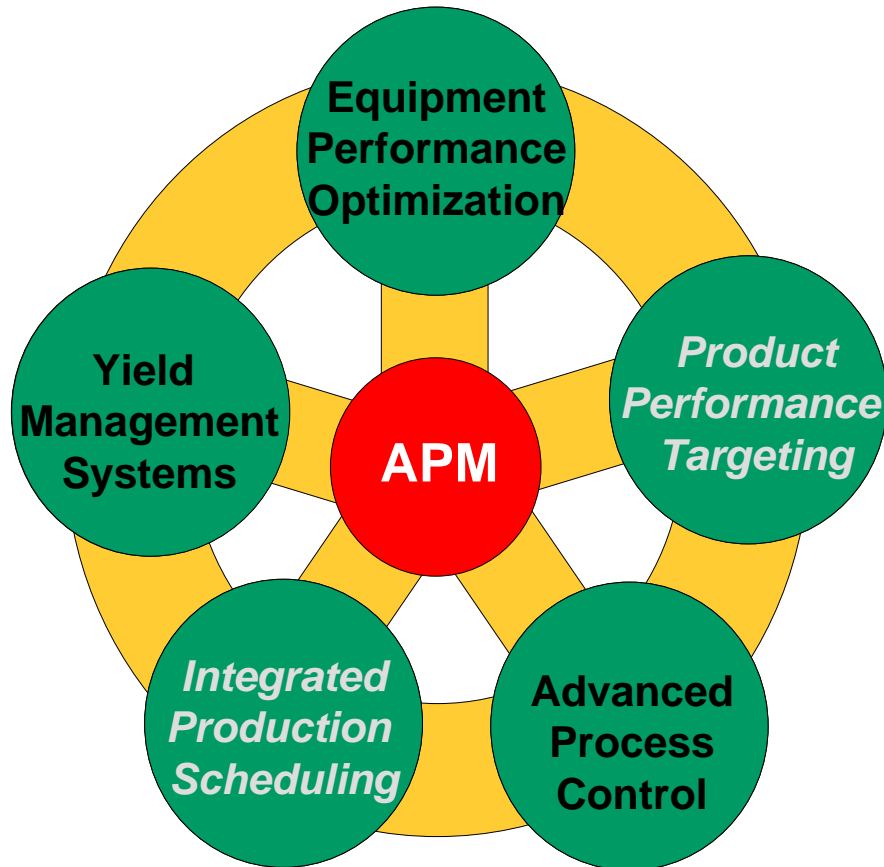 Equipment
Performance
Optimization
Product
Performance
Targeting
Yield
Management
Systems
APM
Integrated
Production
Scheduling
Advanced
Process
Control